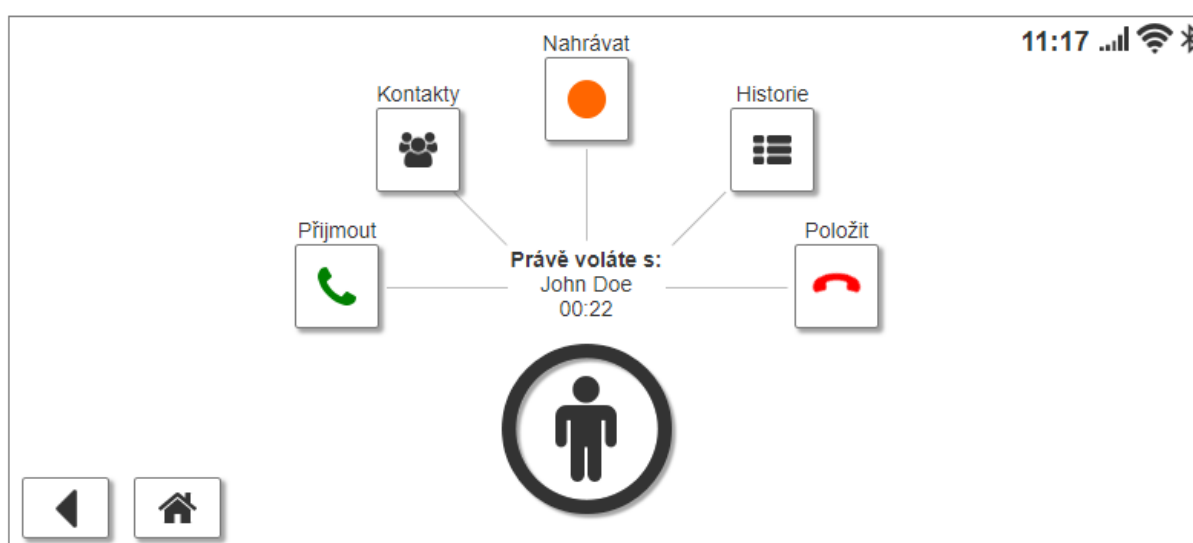 Nahrávat
11:17
Kontakty
Historie
Přijmout
Položit
Právě voláte s:
John Doe
00:22